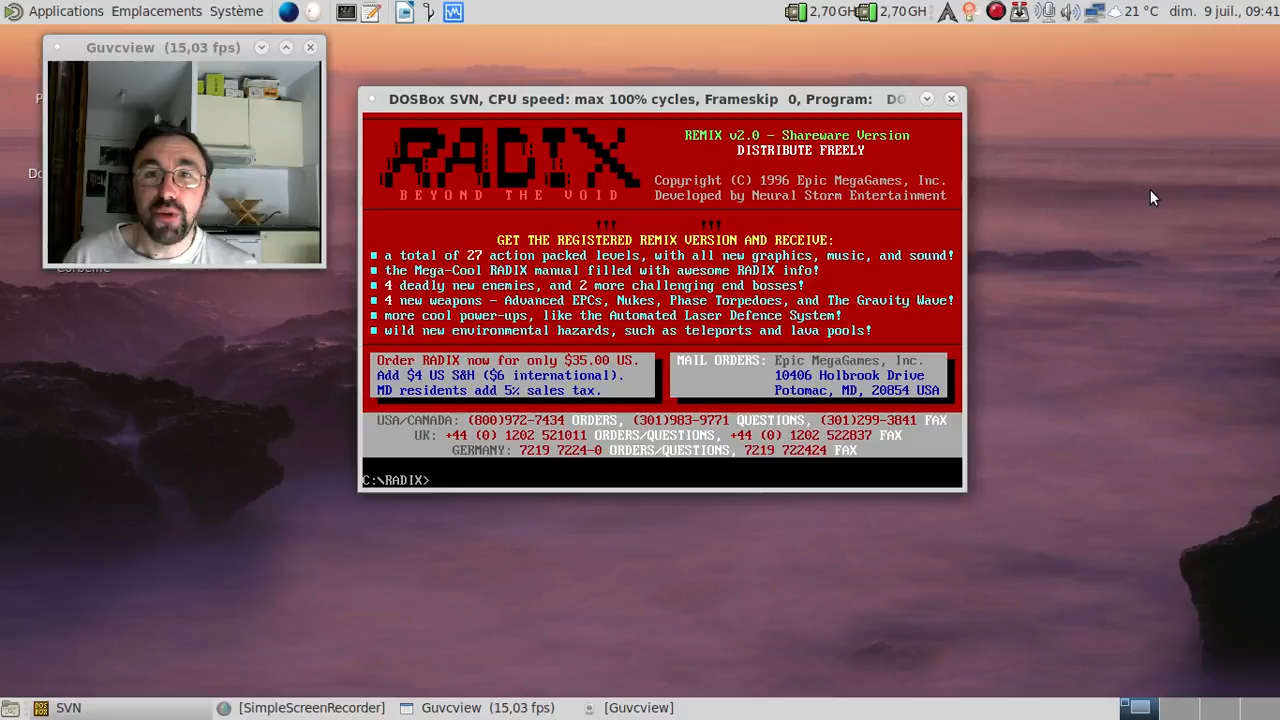 Applications Emplacements Système
2,70 GH 2,70 GH 21 °C dim. 9 juil., 09:41
Guvcview (15,03 fps)
DOSBox SVN, CPU speed: max 100% cycles, Frameskip 0, Program: DO
RADIX
BEYOND THE VOID
REMIX v2.0 - Shareware Version
DISTRIBUTE FREELY
Copyright (C) 1996 Epic MegaGames, Inc.
Developed by Neural Storm Entertainment
!!! !!!
GET THE REGISTERED REMIX VERSION AND RECEIVE:
■ a total of 27 action packed levels, with all new graphics, music, and sound!
■ the Mega-Cool RADIX manual filled with awesome RADIX info!
■ 4 deadly new enemies, and 2 more challenging end bosses!
■ 4 new weapons - Advanced EPCs, Nukes, Phase Torpedoes, and The Gravity Wave!
■ more cool power-ups, like the Automated Laser Defence System!
■ wild new environmental hazards, such as teleports and lava pools!
Order RADIX now for only $35.00 US.
Add $4 US S&H ($6 international).
MD residents add 5% sales tax.
MAIL ORDERS: Epic MegaGames, Inc.
10406 Holbrook Drive
Potomac, MD, 20854 USA
USA/CANADA: (800)972-7434 ORDERS, (301)983-9771 QUESTIONS, (301)299-3841 FAX
UK: +44 (0) 1202 521011 ORDERS/QUESTIONS, +44 (0) 1202 522837 FAX
GERMANY: 7219 7224-0 ORDERS/QUESTIONS, 7219 722424 FAX
C:\RADIX>
DOS BOX SVN [SimpleScreenRecorder] Guvcview (15,03 fps) [Guvcview]